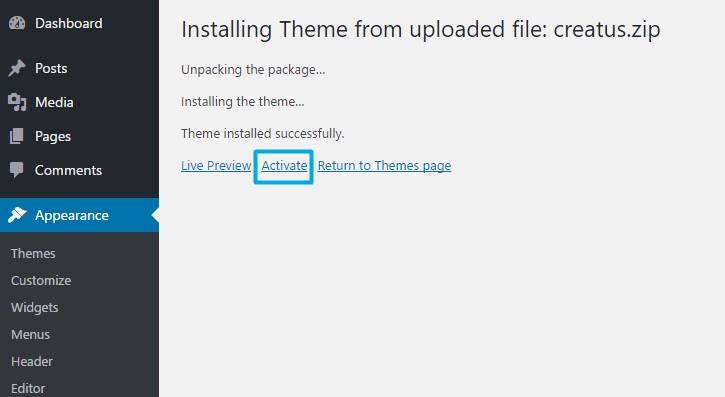 Dashboard
Posts
Media
Pages
Comments
Appearance
Themes
Customize
Widgets
Menus
Header
Editor
Installing Theme from uploaded file: creatus.zip
Unpacking the package...
Installing the theme...
Theme installed successfully.
Live Preview Activate Return to Themes page